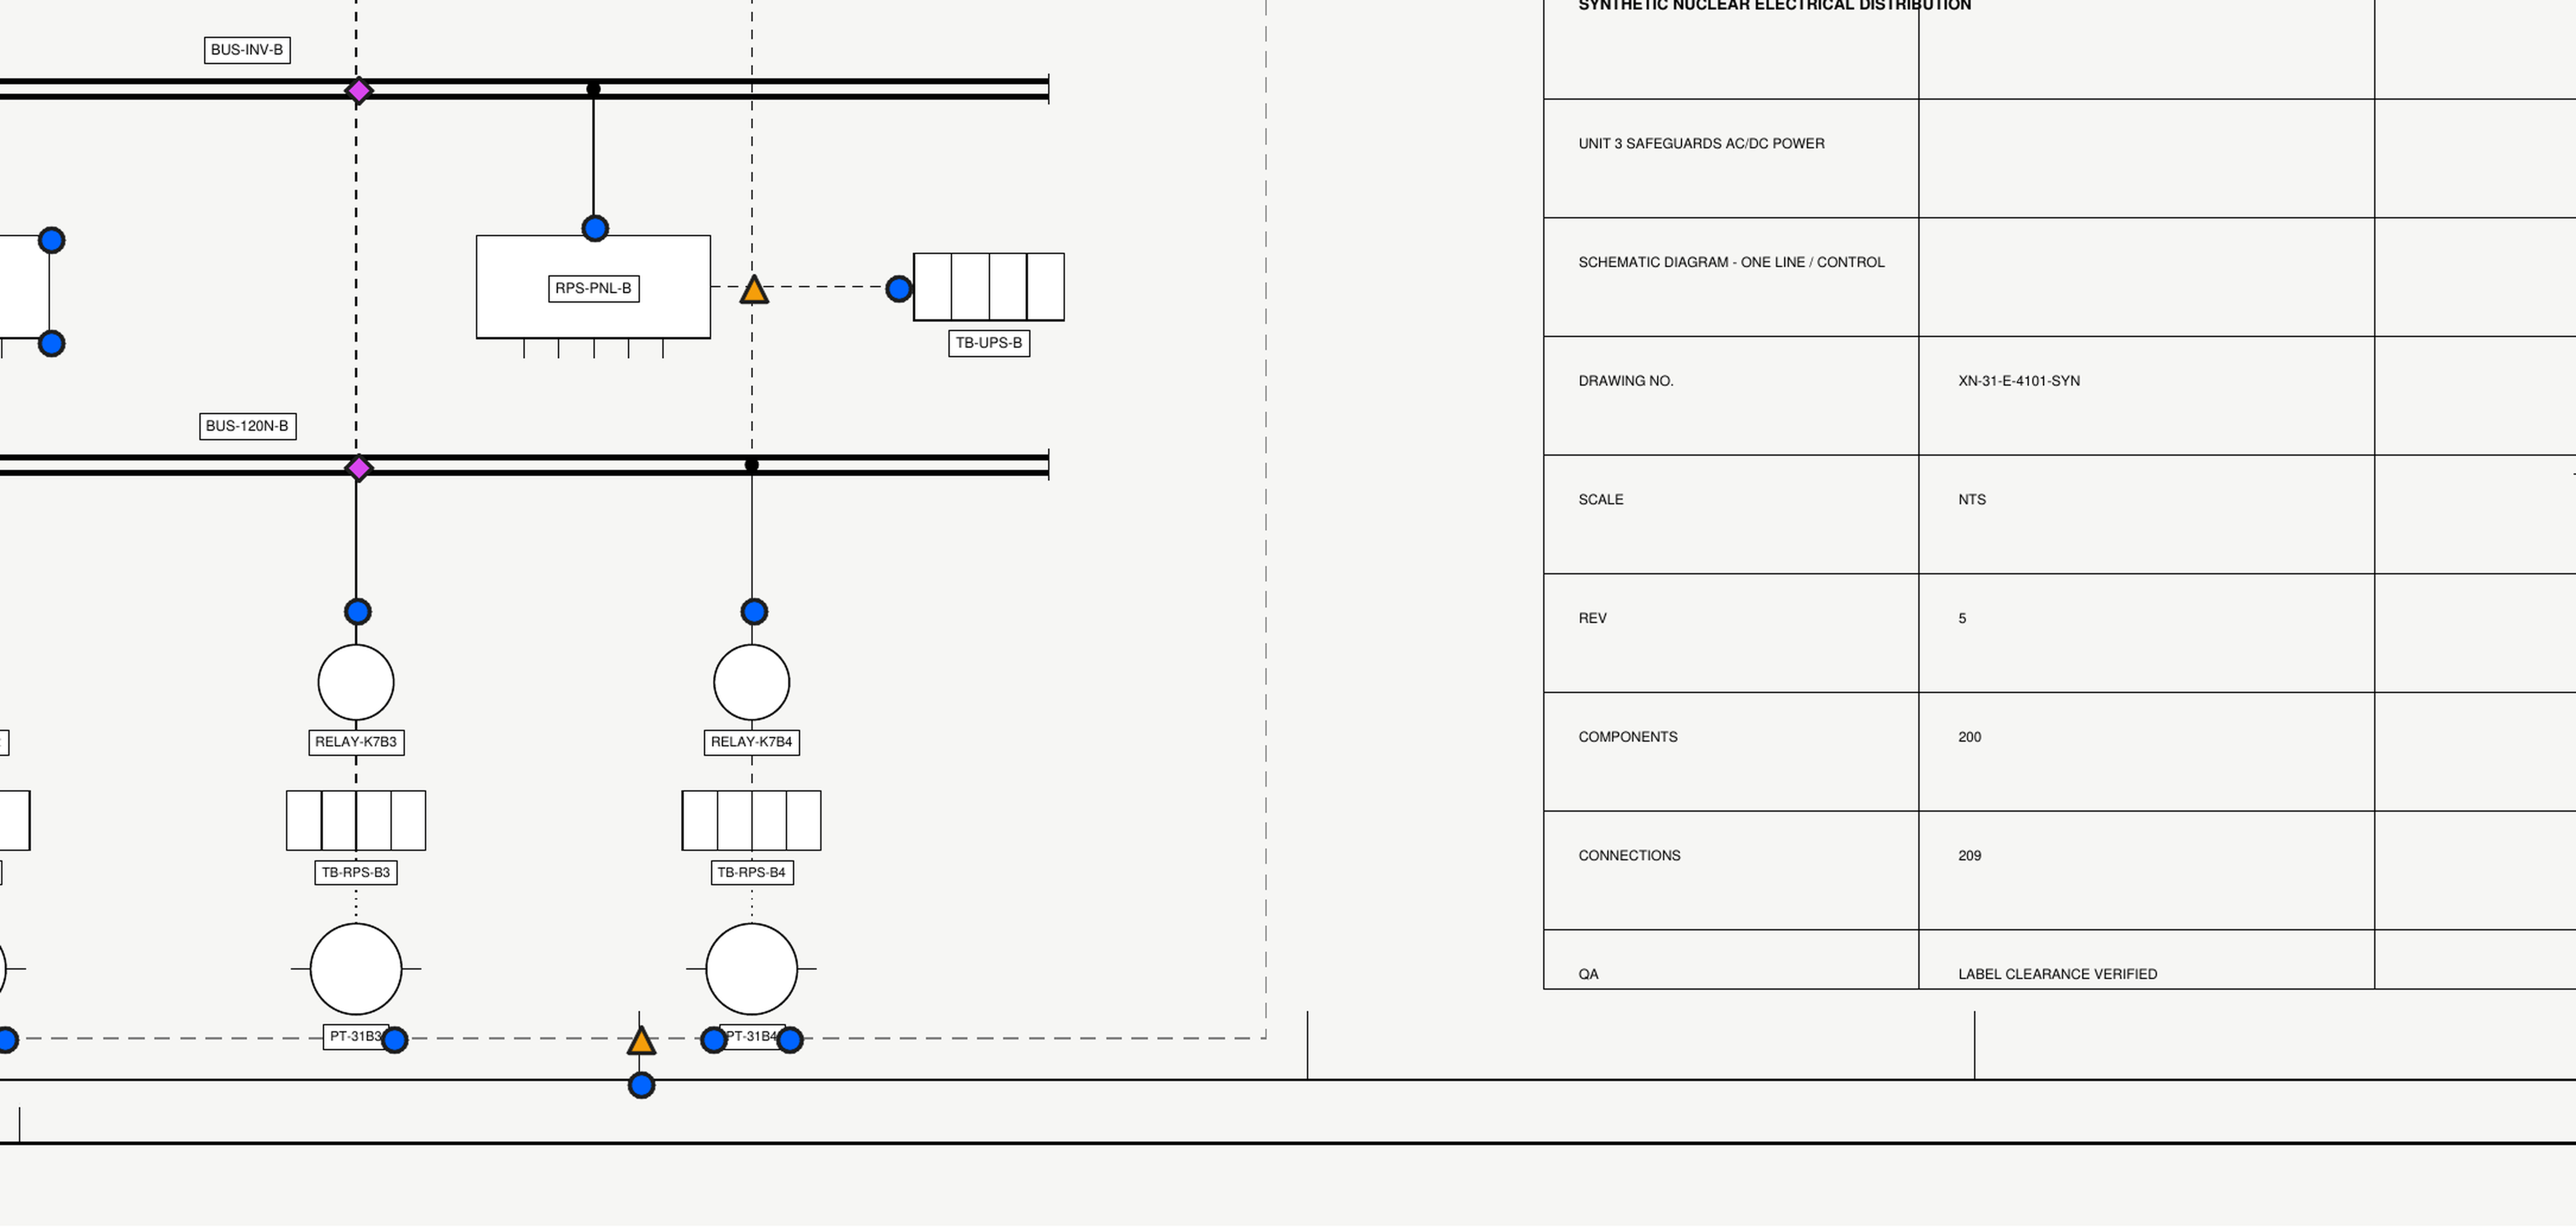 SYNTHETIC NUCLEAR ELECTRICAL DISTRIBUTION
BUS-INV-B
UNIT 3 SAFEGUARDS AC/DC POWER
SCHEMATIC DIAGRAM - ONE LINE / CONTROL
RPS-PNL-B
TB-UPS-B
DRAWING NO. XN-31-E-4101-SYN
BUS-120N-B
SCALE NTS
REV 5
COMPONENTS 200
RELAY-K7B3 RELAY-K7B4
CONNECTIONS 209
TB-RPS-B3 TB-RPS-B4
QA LABEL CLEARANCE VERIFIED
PT-31B3 PT-31B4